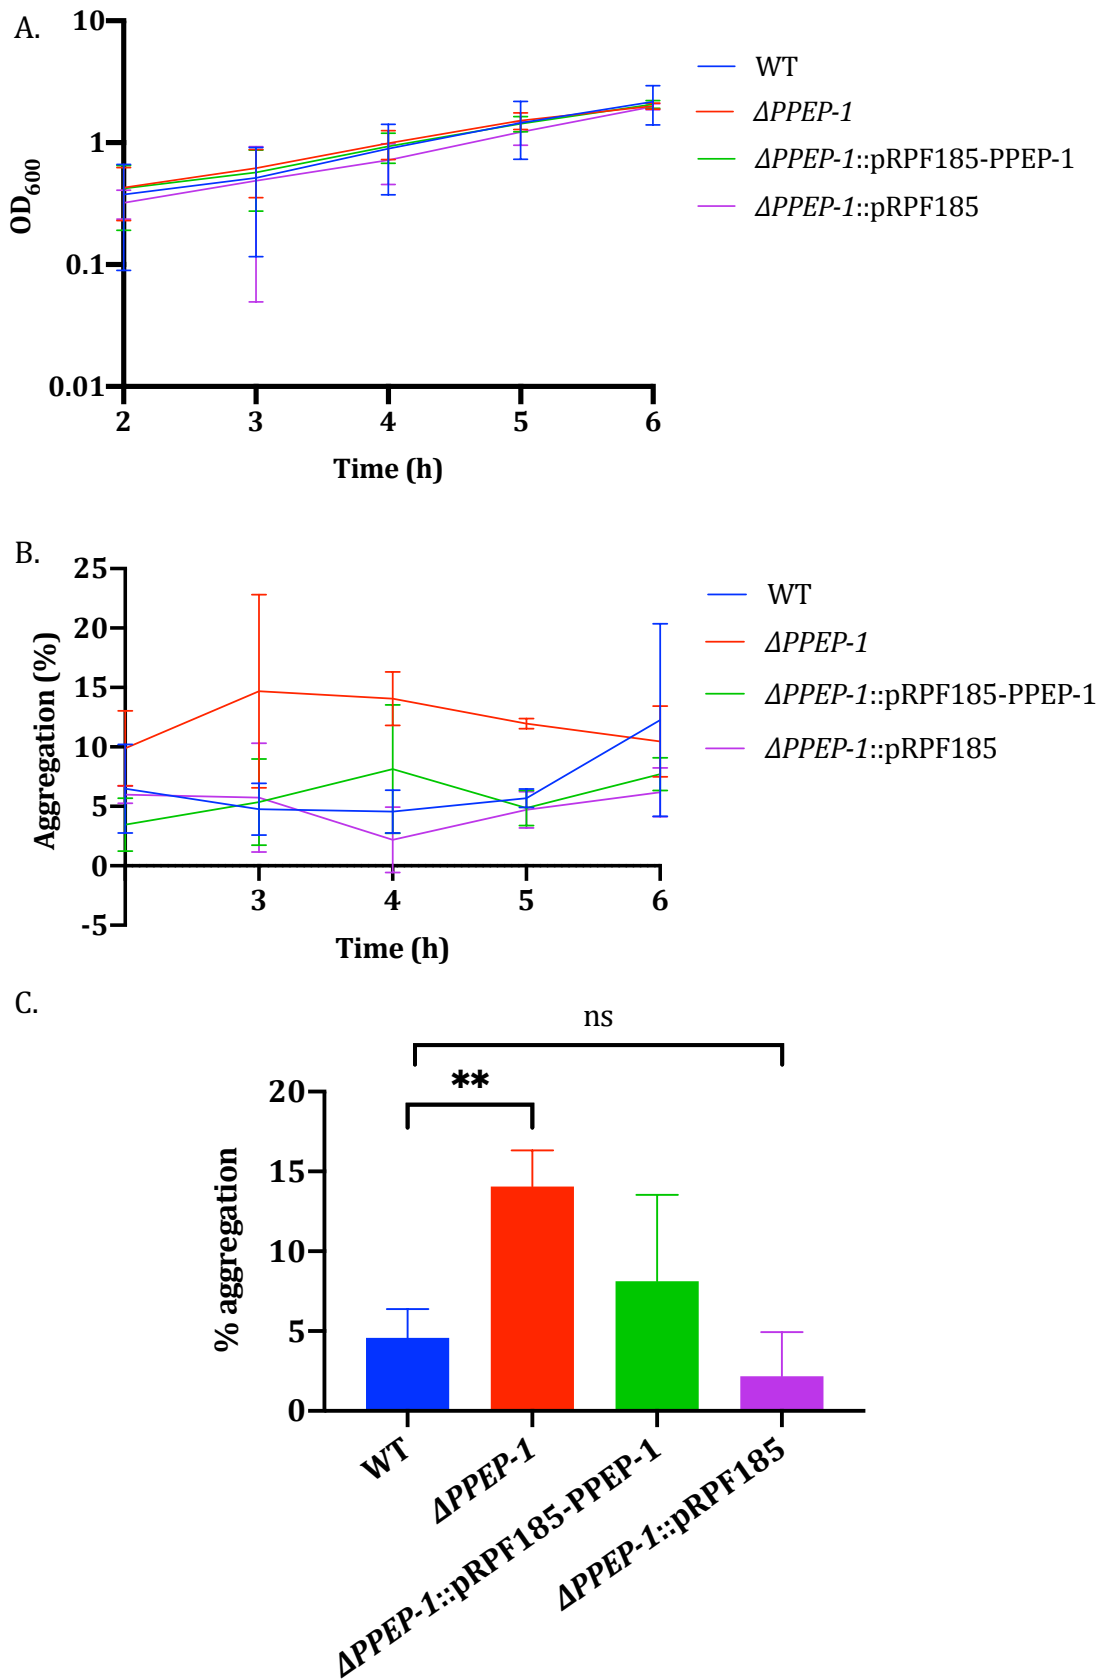 A.
10
1
0.1
0.01
OD600
2 3 4 5 6
Time (h)
WT
ΔPPEP-1
ΔPPEP-1::pRPF185-PPEP-1
ΔPPEP-1::pRPF185
B.
25
20
15
10
5
0
-5
Aggregation (%)
3 4 5 6
Time (h)
WT
ΔPPEP-1
ΔPPEP-1::pRPF185-PPEP-1
ΔPPEP-1::pRPF185
C.
ns
**
20
15
10
5
0
% aggregation
WT
ΔPPEP-1
ΔPPEP-1::pRPF185-PPEP-1
ΔPPEP-1::pRPF185